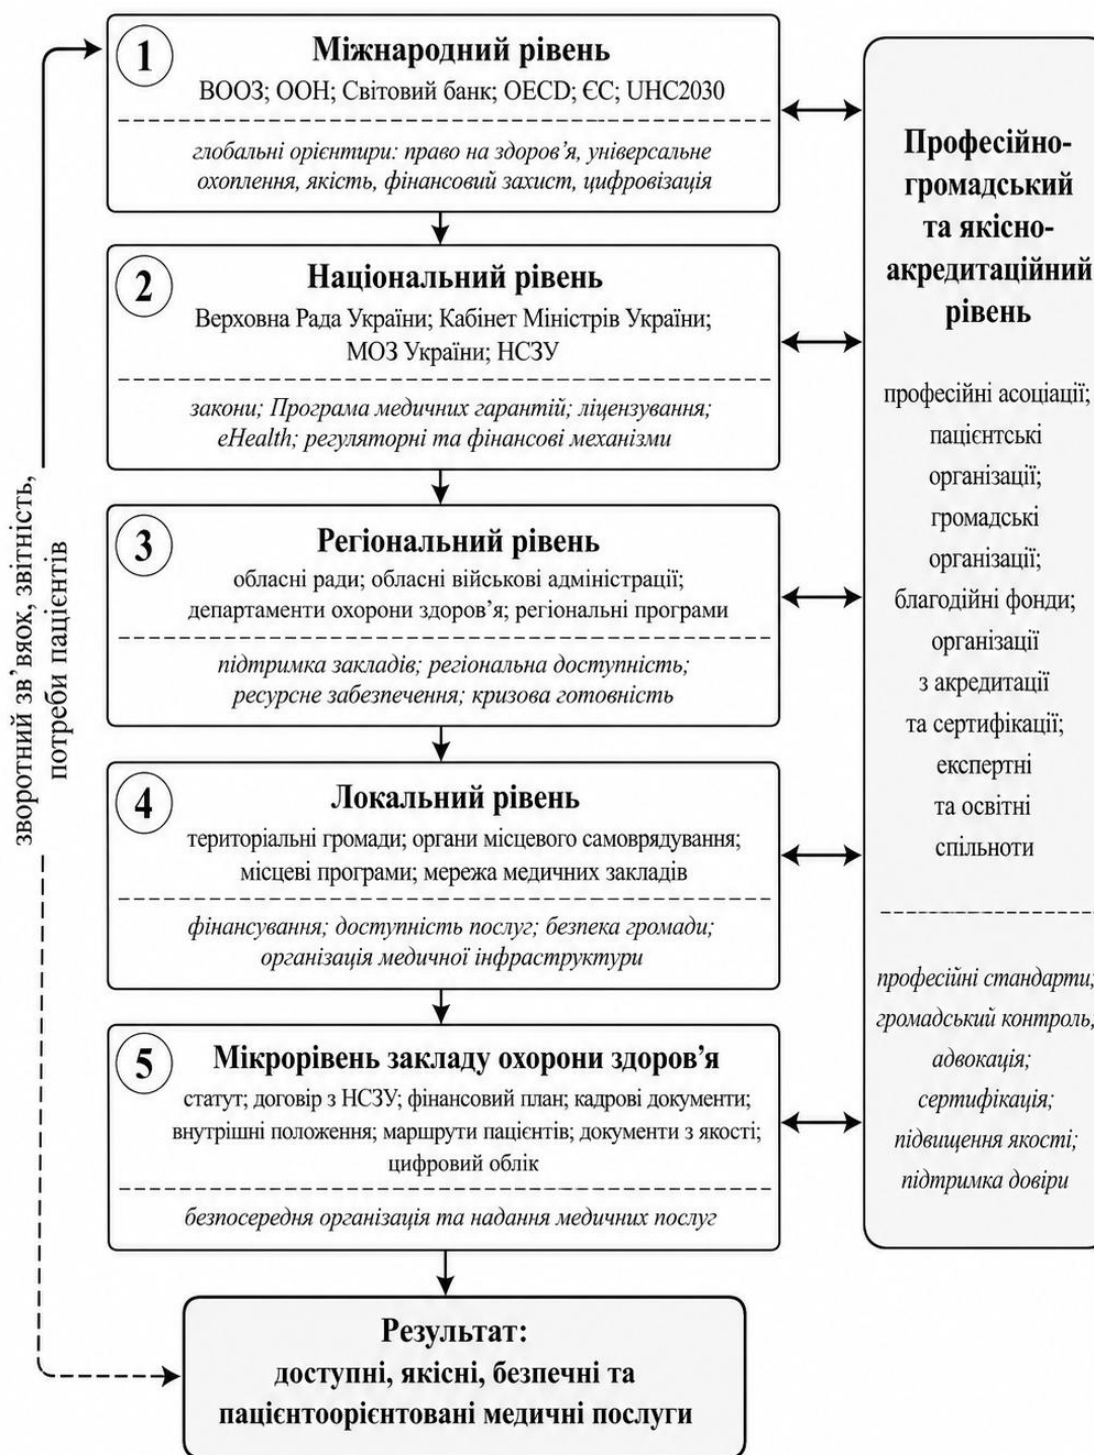 1
Міжнародний рівень
ВООЗ; ООН; Світовий банк; OECD; ЄС; UHC2030
глобальні орієнтири: право на здоров’я, універсальне
охоплення, якість, фінансовий захист, цифровізація
2
Національний рівень
Верховна Рада України; Кабінет Міністрів України;
МОЗ України; НСЗУ
закони; Програма медичних гарантій; ліцензування;
eHealth; регуляторні та фінансові механізми
3
Регіональний рівень
обласні ради; обласні військові адміністрації;
департаменти охорони здоров’я; регіональні програми
підтримка закладів; регіональна доступність;
ресурсне забезпечення; кризова готовність
4
Локальний рівень
територіальні громади; органи місцевого самоврядування;
місцеві програми; мережа медичних закладів
фінансування; доступність послуг; безпека громади;
організація медичної інфраструктури
5
Мікрорівень закладу охорони здоров’я
статут; договір з НСЗУ; фінансовий план; кадрові документи;
внутрішні положення; маршрути пацієнтів; документи з якості;
цифровий облік
безпосередня організація та надання медичних послуг
Результат:
доступні, якісні, безпечні та
пацієнтоорієнтовані медичні послуги
Професійно-
громадський
та якісно-
акредитаційний
рівень
професійні асоціації;
пацієнтські
організації;
громадські
організації;
благодійні фонди;
організації
з акредитації
та сертифікації;
експертні
та освітні
спільноти
професійні стандарти;
громадський контроль;
адвокація;
сертифікація;
підвищення якості;
підтримка довіри
зворотний зв’вяок, звітність,
потреби пацієнтів